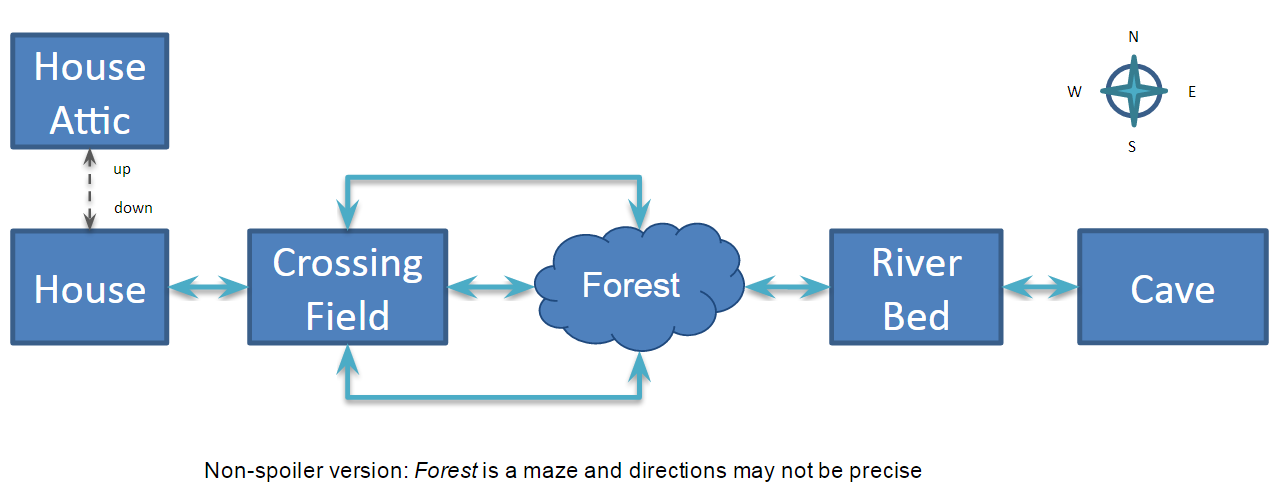 House
Attic
N
W
E
S
up
down
House
Crossing
Field
Forest
River
Bed
Cave
Non-spoiler version: Forest is a maze and directions may not be precise